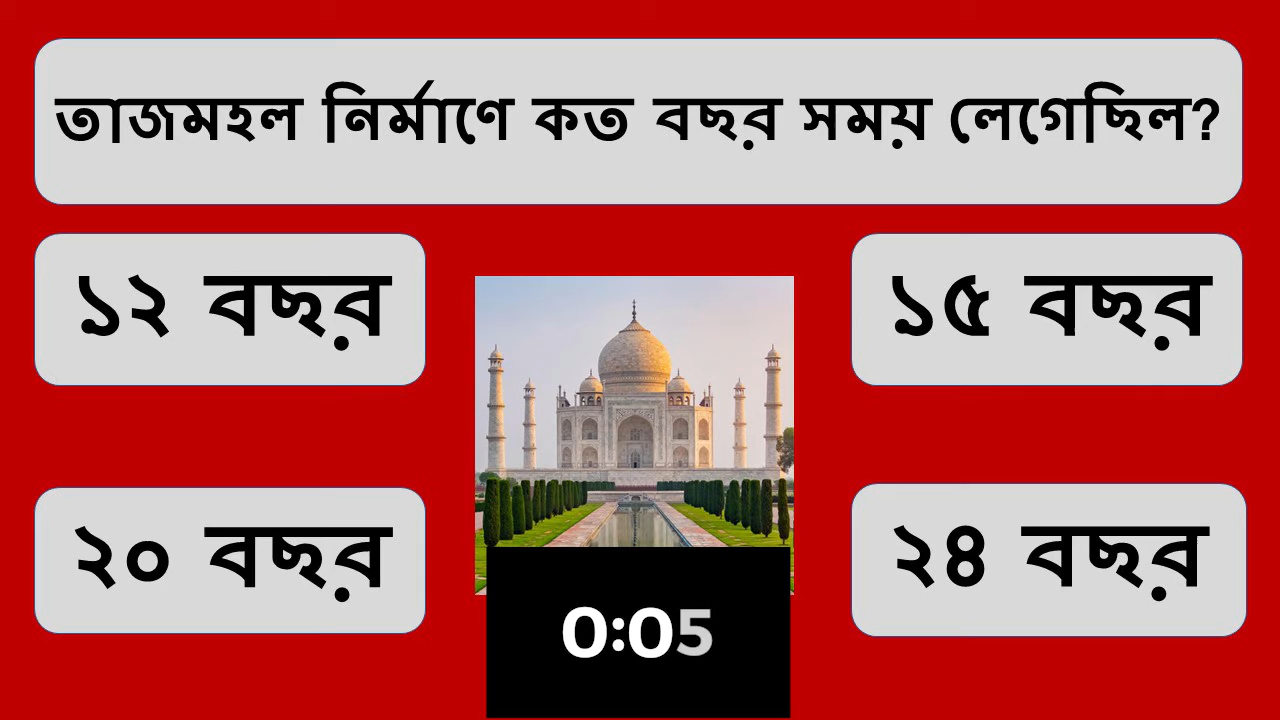 তাজমহল নির্মাণে কত বছর সময় লেগেছিল?
১২ বছর
১৫ বছর
২০ বছর
২৪ বছর
0:05